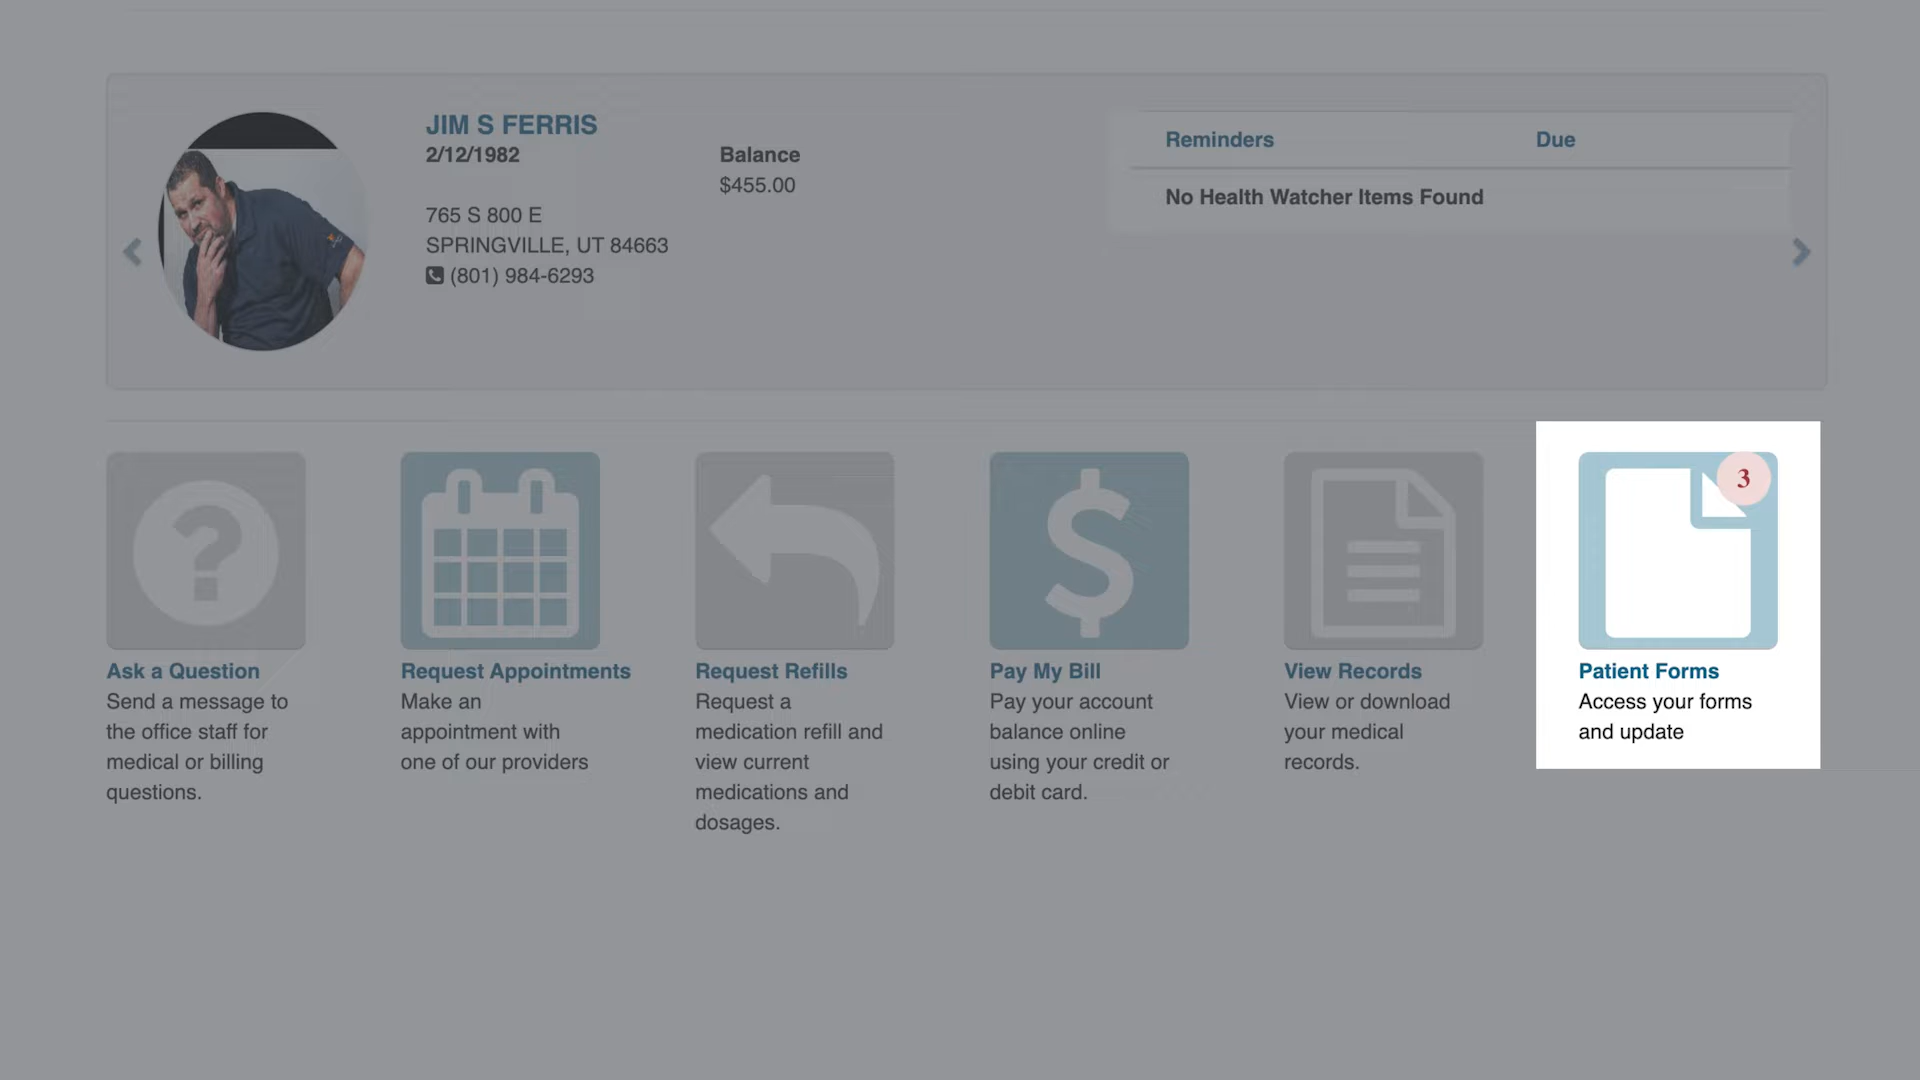 JIM S FERRIS
2/12/1982
Balance
$455.00
765 S 800 E
SPRINGVILLE, UT 84663
(801) 984-6293
Reminders Due
No Health Watcher Items Found
3
Ask a Question
Send a message to
the office staff for
medical or billing
questions.
Request Appointments
Make an
appointment with
one of our providers
Request Refills
Request a
medication refill and
view current
medications and
dosages.
Pay My Bill
Pay your account
balance online
using your credit or
debit card.
View Records
View or download
your medical
records.
Patient Forms
Access your forms
and update